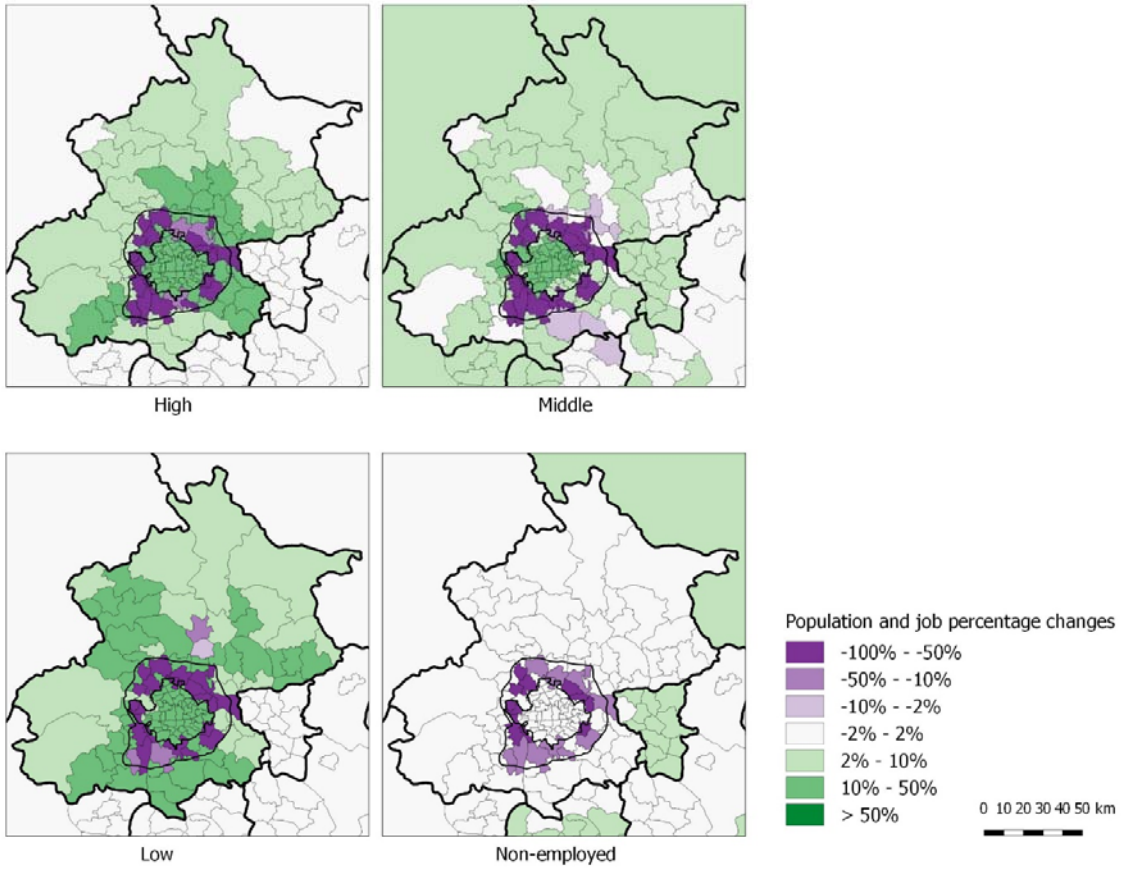 High
Middle
Low
Non-employed
Population and job percentage changes
-100% - -50%
-50% - -10%
-10% - -2%
-2% - 2%
2% - 10%
10% - 50%
> 50%
0 10 20 30 40 50 km